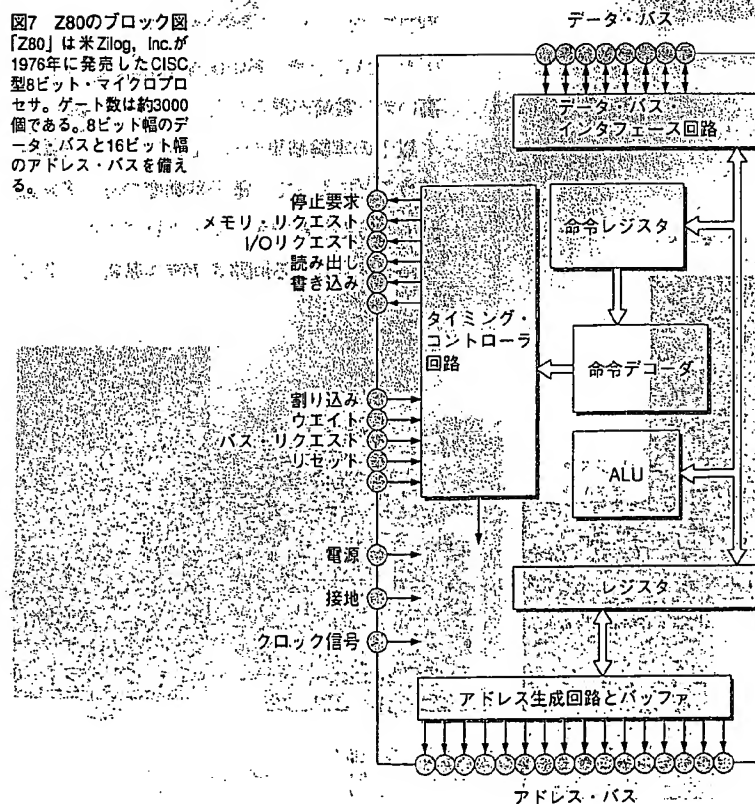 図7 Z80のブロック図
「Z80」は米Zilog, Inc.が
1976年に発売したCISC
型8ビット・マイクロプロ
セサ。ゲート数は約3000
個である。8ビット幅のデ
ータ・バスと16ビット幅
のアドレス・バスを備え
る。
データ・バス
データ・バス
インタフェース回路
停止要求
メモリ・リクエスト
I/Oリクエスト
読み出し
書き込み
命令レジスタ
タイミング・
コントローラ
回路
命令デコーダ
割り込み
ウエイト
バス・リクエスト
リセット
ALU
電源
接地
クロック信号
レジスタ
アドレス生成回路とバッファ
アドレス・バス